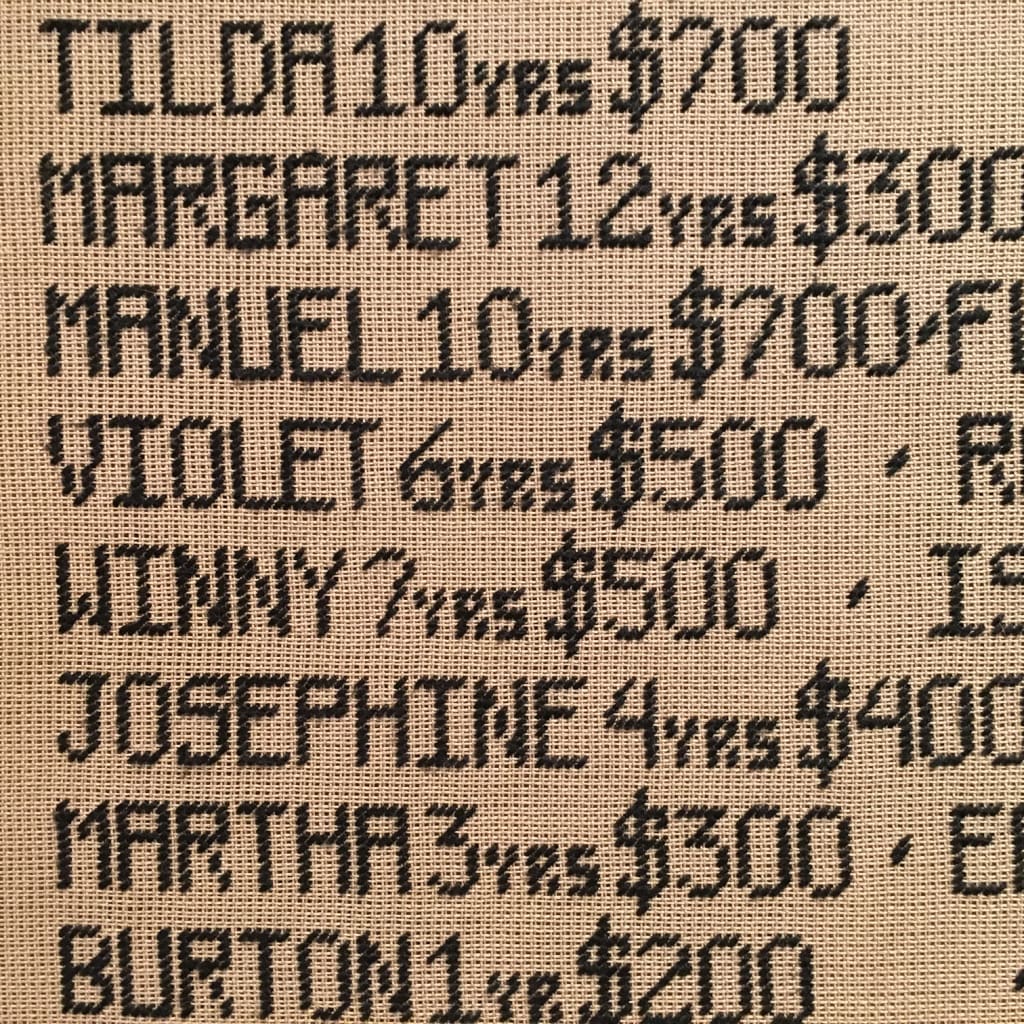 TILDA 10 YRS $700
MARGARET 12 YRS $300
MANUEL 10 YRS $700 · F
VIOLET 6 YRS $500 · R
WINNY 7 YRS $500 · IS
JOSEPHINE 4 YRS $400
MARTHA 3 YRS $300 · E
BURTON 1 YR $200